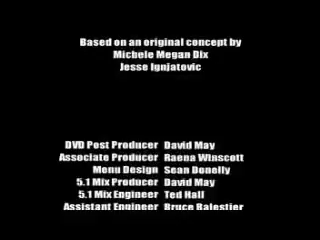 Based on an original concept by
Michele Megan Dix
Jesse Ignjatovic
DVD Post Producer David May
Associate Producer Raena Winscott
Menu Design Sean Donelly
5.1 Mix Producer David May
5.1 Mix Engineer Ted Hall
Assistant Engineer Bruce Balestier